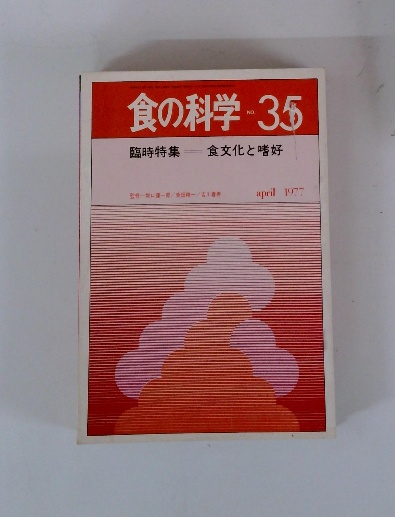 食の科学 NO. 35
臨時特集＝食文化と嗜好
april 1977